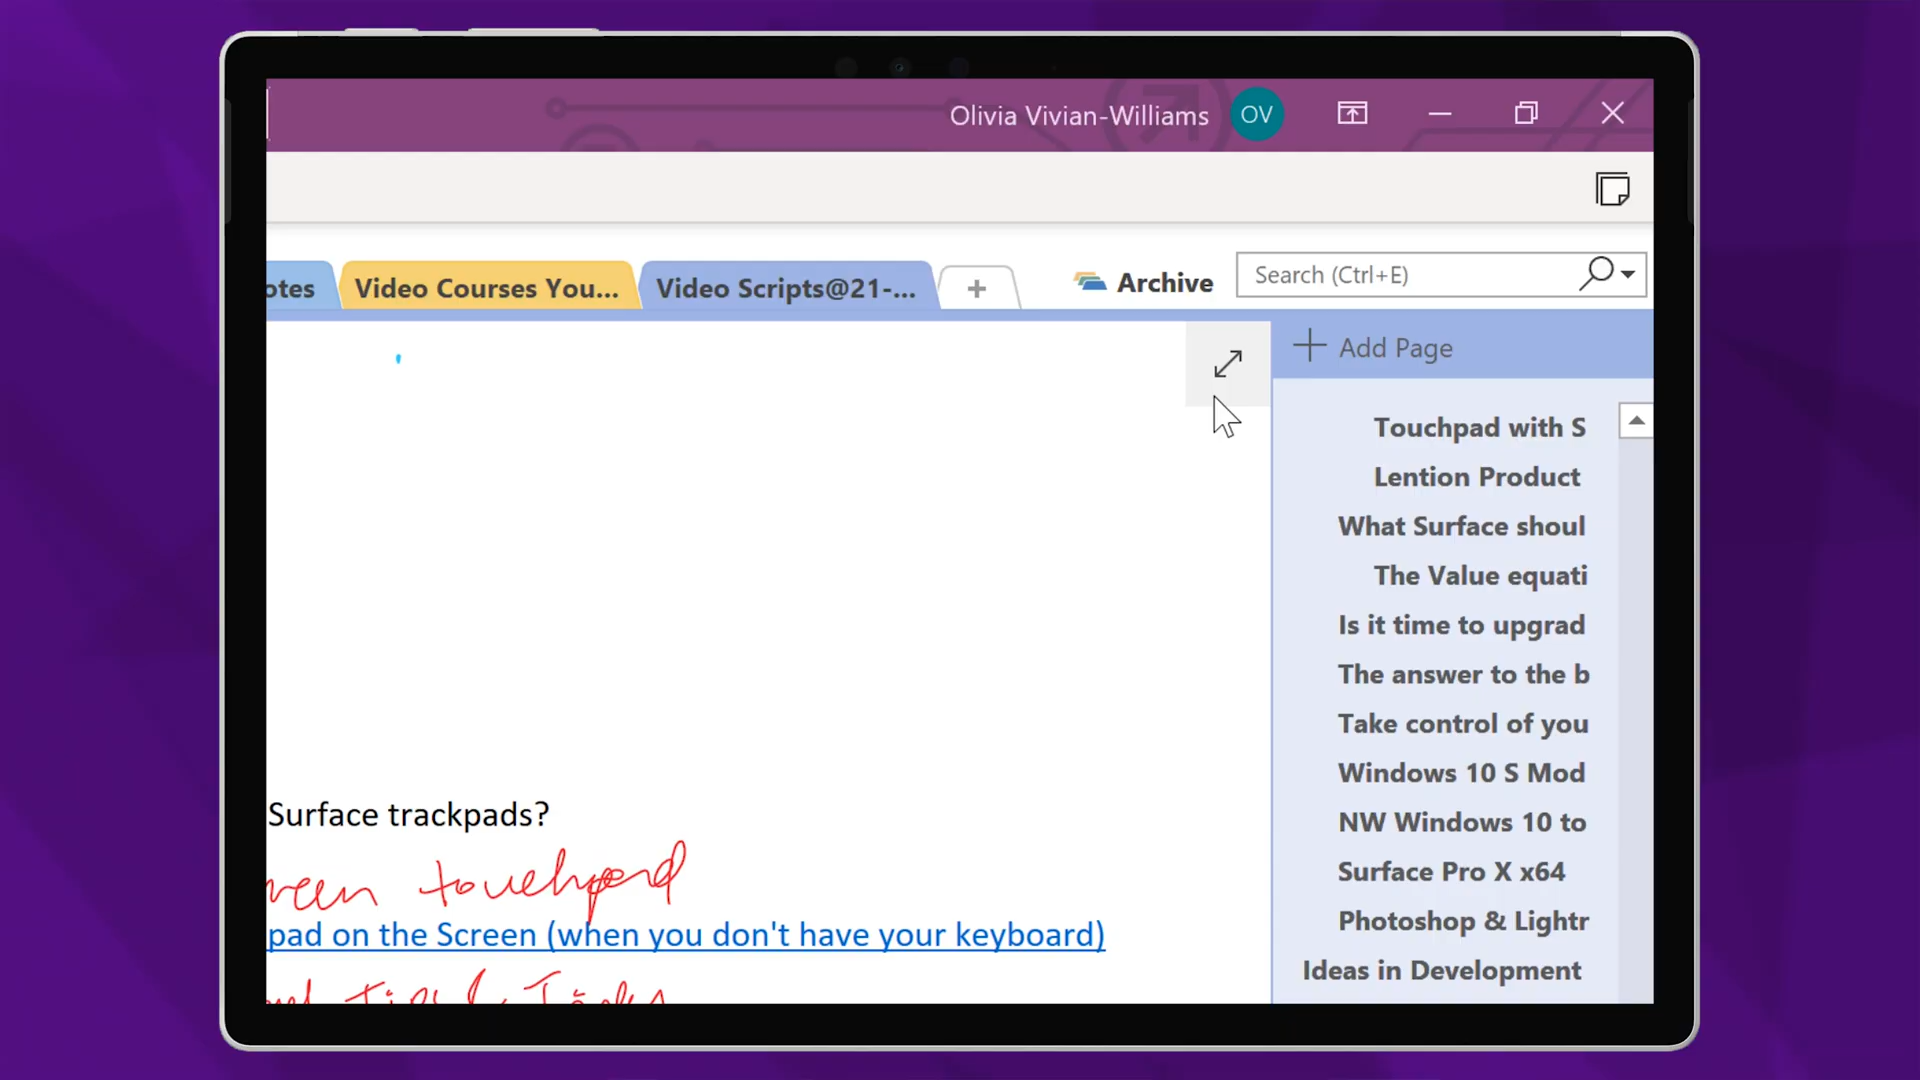 Olivia Vivian-Williams OV
otes Video Courses You... Video Scripts@21-... + Archive Search (Ctrl+E)
Add Page
Touchpad with S
Lention Product
What Surface shoul
The Value equati
Is it time to upgrad
The answer to the b
Take control of you
Windows 10 S Mod
NW Windows 10 to
Surface Pro X x64
Photoshop & Lightr
Ideas in Development
Surface trackpads?
reen touchpad
pad on the Screen (when you don't have your keyboard)